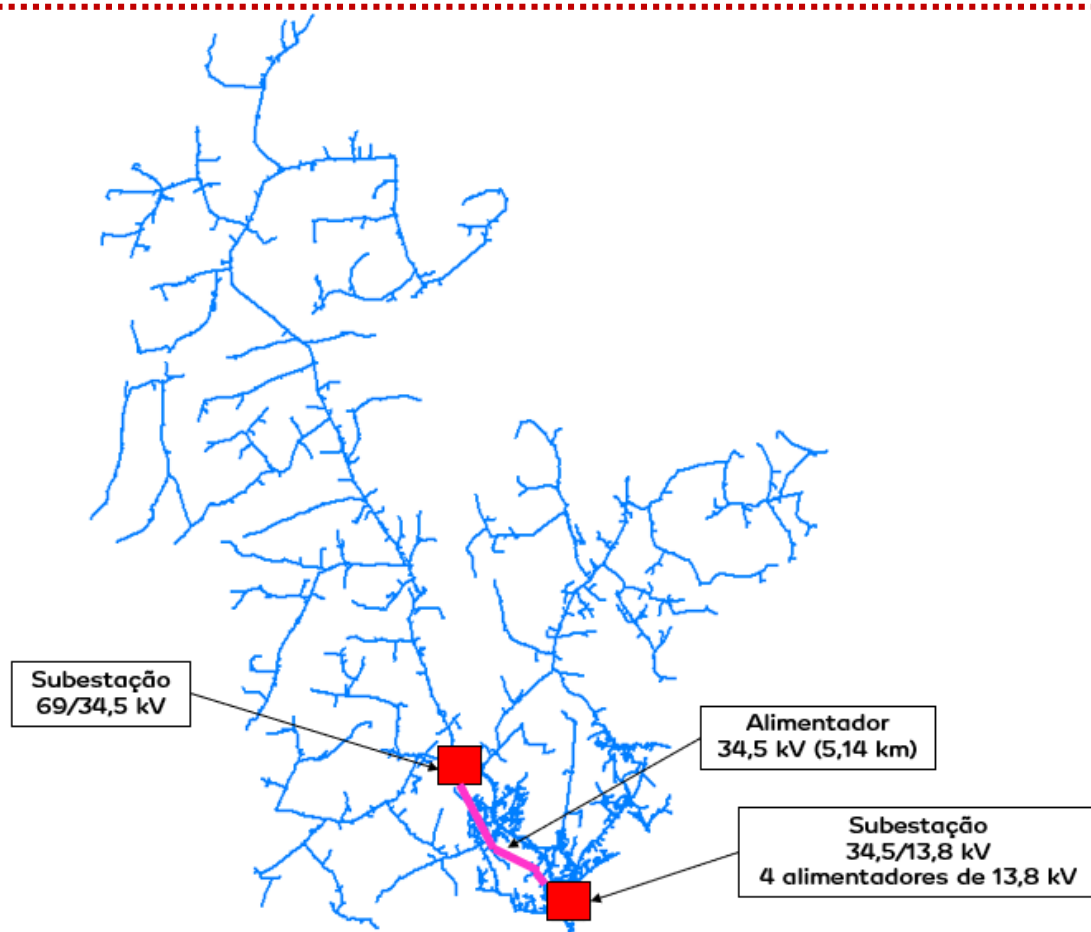 Subestação
69/34,5 kV
Alimentador
34,5 kV (5,14 km)
Subestação
34,5/13,8 kV
4 alimentadores de 13,8 kV